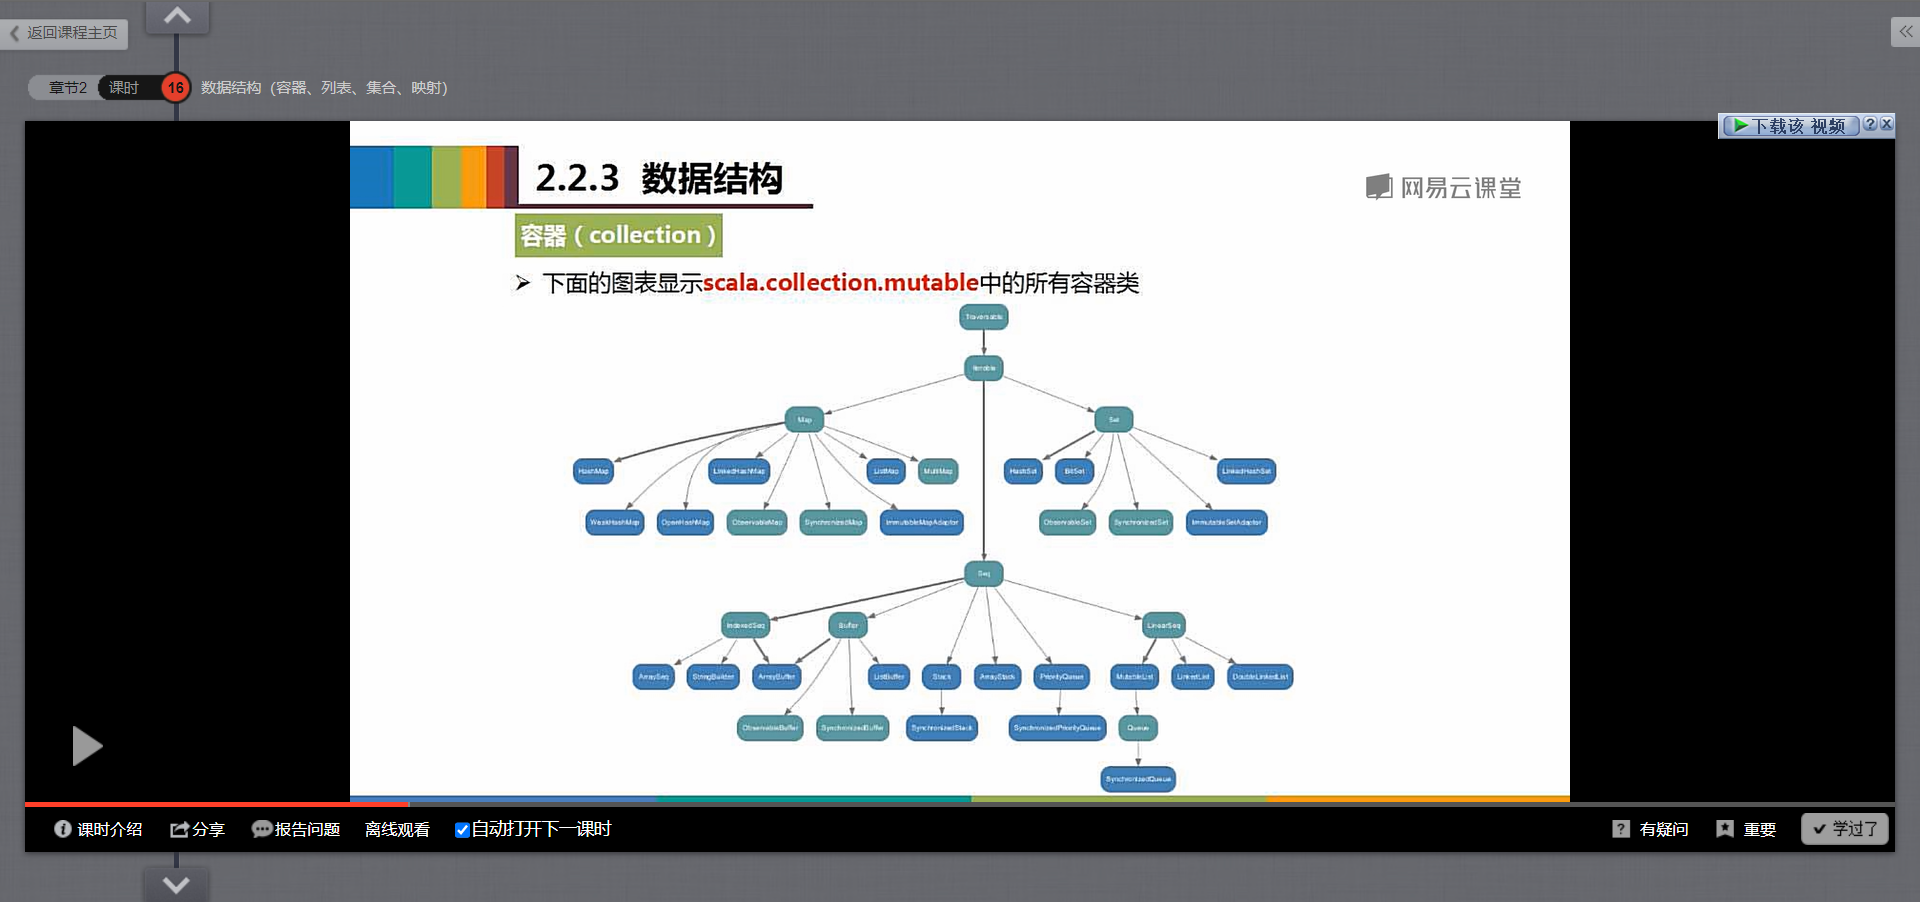 返回课程主页
章节2 课时 16 数据结构（容器、列表、集合、映射）
下载该 视频
2.2.3 数据结构
网易云课堂
容器（collection）
下面的图表显示scala.collection.mutable中的所有容器类
Traversable
Iterable
Map
Set
HashMap
LinkedHashMap
ListMap
MultiMap
HashSet
BitSet
LinkedHashSet
WeakHashMap
OpenHashMap
ObservableMap
SynchronizedMap
ImmutableMapAdaptor
ObservableSet
SynchronizedSet
ImmutableSetAdaptor
Seq
IndexedSeq
Buffer
LinearSeq
ArraySeq
StringBuilder
ArrayBuffer
ListBuffer
Stack
ArrayStack
PriorityQueue
MutableList
LinkedList
DoubleLinkedList
ObservableBuffer
SynchronizedBuffer
SynchronizedStack
SynchronizedPriorityQueue
Queue
SynchronizedQueue
课时介绍 分享 报告问题 离线观看 自动打开下一课时 有疑问 重要 学过了